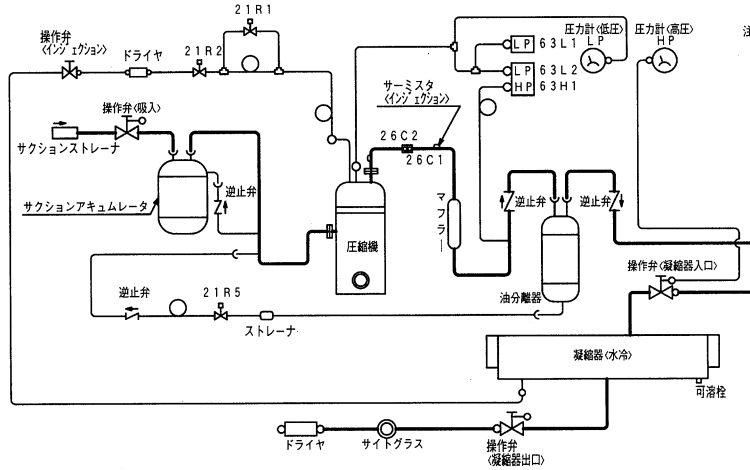 21R1
操作弁
〈インジェクション〉
ドライヤ
21R2
LP
63L1
LP
63L2
HP
63H1
圧力計〈低圧〉
LP
圧力計〈高圧〉
HP
注
操作弁〈吸入〉
サクションストレーナ
サーミスタ
〈インジェクション〉
26C2
26C1
サクションアキュムレータ
逆止弁
圧縮機
マフラー
逆止弁
逆止弁
油分離器
操作弁〈凝縮器入口〉
逆止弁
21R5
ストレーナ
凝縮器〈水冷〉
可溶栓
ドライヤ
サイトグラス
操作弁
〈凝縮器出口〉